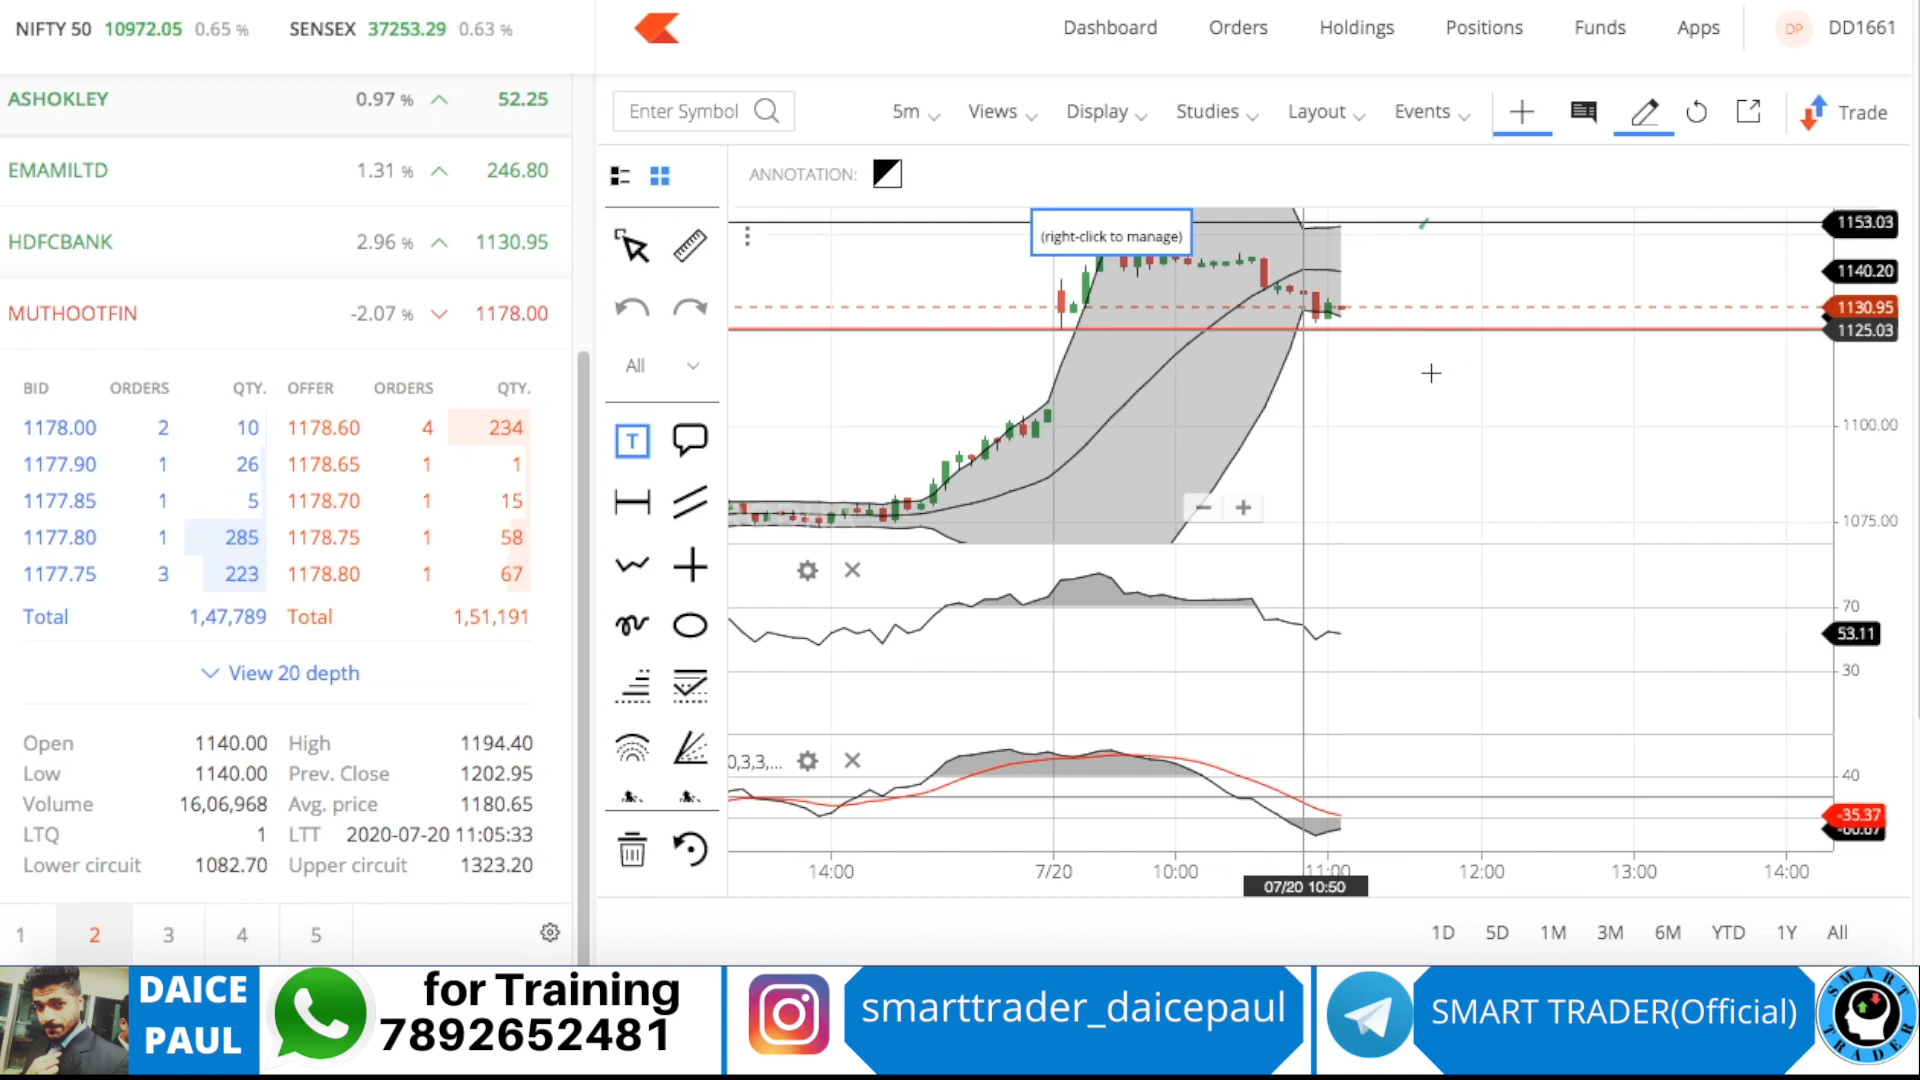 NIFTY 50 10972.05 0.65 % SENSEX 37253.29 0.63 %
Dashboard Orders Holdings Positions Funds Apps DP DD1661
ASHOKLEY 0.97 % 52.25
EMAMILTD 1.31 % 246.80
HDFCBANK 2.96 % 1130.95
MUTHOOTFIN -2.07 % 1178.00
BID ORDERS QTY. OFFER ORDERS QTY.
1178.00 2 10 1178.60 4 234
1177.90 1 26 1178.65 1 1
1177.85 1 5 1178.70 1 15
1177.80 1 285 1178.75 1 58
1177.75 3 223 1178.80 1 67
Total 1,47,789 Total 1,51,191
View 20 depth
Open 1140.00 High 1194.40
Low 1140.00 Prev. Close 1202.95
Volume 16,06,968 Avg. price 1180.65
LTQ 1 LTT 2020-07-20 11:05:33
Lower circuit 1082.70 Upper circuit 1323.20
1 2 3 4 5
Enter Symbol 5m Views Display Studies Layout Events Trade
ANNOTATION:
All
T
(right-click to manage)
1153.03
1140.20
1130.95
1125.03
1100.00
1075.00
70
53.11
30
0,3,3,...
40
-35.37
14:00 7/20 10:00 11:00 12:00 13:00 14:00
07/20 10:50
1D 5D 1M 3M 6M YTD 1Y All
DAICE
PAUL
for Training
7892652481
smarttrader_daicepaul
SMART TRADER(Official)
SMART
TRADER